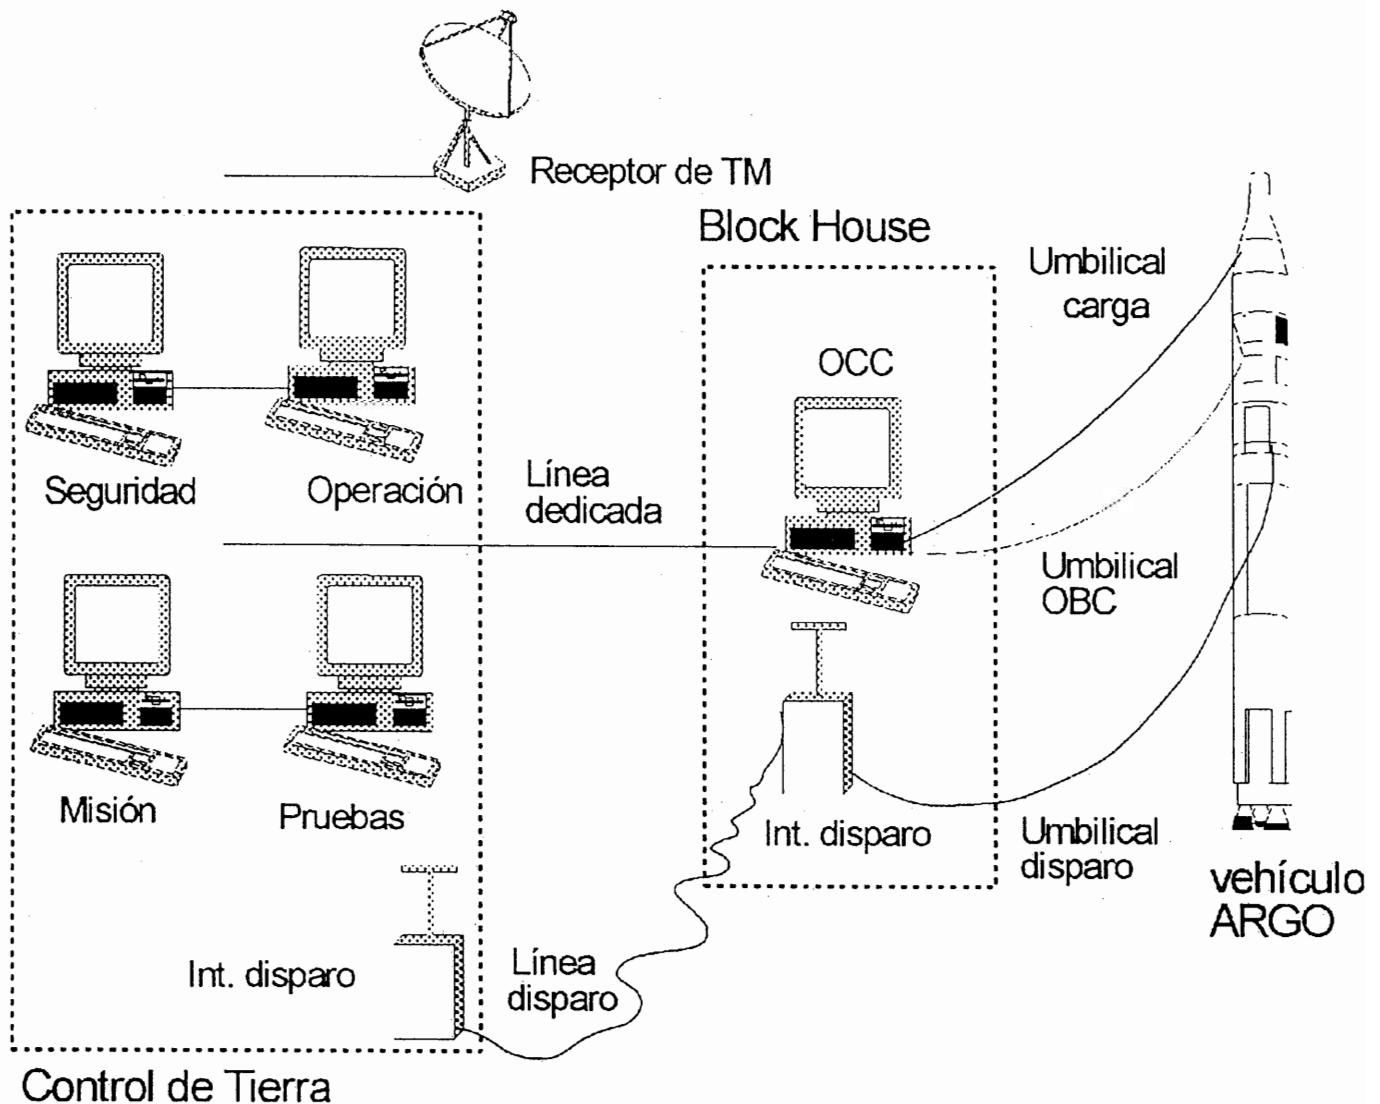 Receptor de TM
Block House
Umbilical
carga
OCC
Seguridad
Operación
Línea
dedicada
Umbilical
OBC
Misión
Pruebas
Int. disparo
Umbilical
disparo
vehículo
ARGO
Int. disparo
Línea
disparo
Control de Tierra